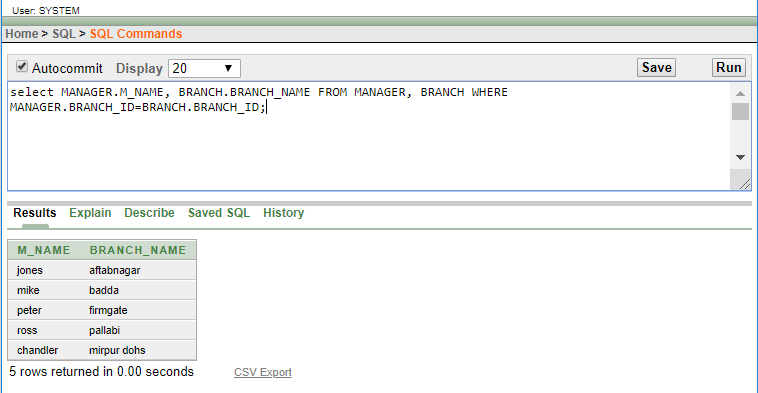 User: SYSTEM
Home > SQL > SQL Commands
Autocommit Display 20 Save Run
select MANAGER.M_NAME, BRANCH.BRANCH_NAME FROM MANAGER, BRANCH WHERE
MANAGER.BRANCH_ID=BRANCH.BRANCH_ID;
Results Explain Describe Saved SQL History
M_NAME BRANCH_NAME
jones aftabnagar
mike badda
peter firmgate
ross pallabi
chandler mirpur dohs
5 rows returned in 0.00 seconds CSV Export